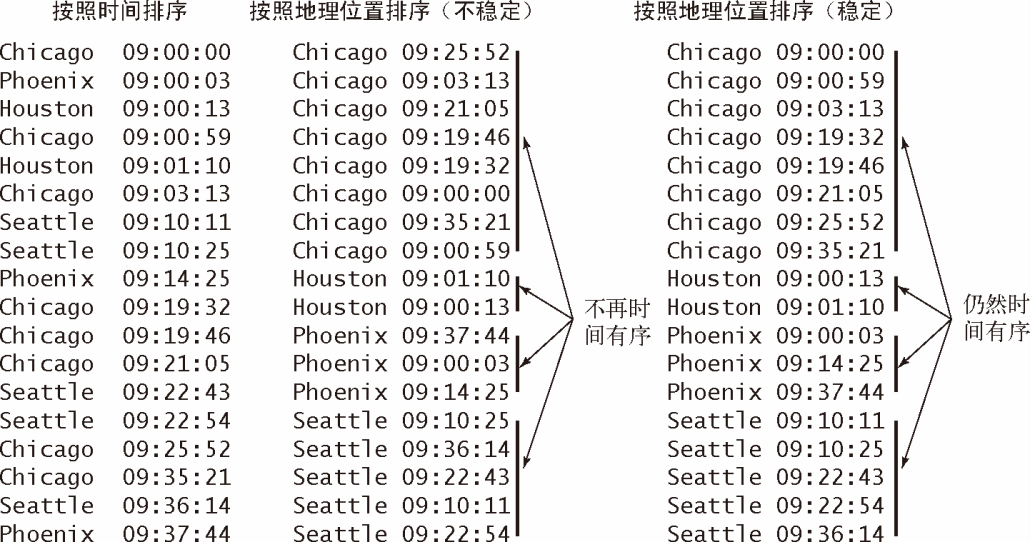 按照时间排序 按照地理位置排序（不稳定） 按照地理位置排序（稳定）
Chicago 09:00:00 Chicago 09:25:52 Chicago 09:00:00
Phoenix 09:00:03 Chicago 09:03:13 Chicago 09:00:59
Houston 09:00:13 Chicago 09:21:05 Chicago 09:03:13
Chicago 09:00:59 Chicago 09:19:46 Chicago 09:19:32
Houston 09:01:10 Chicago 09:19:32 Chicago 09:19:46
Chicago 09:03:13 Chicago 09:00:00 Chicago 09:21:05
Seattle 09:10:11 Chicago 09:35:21 Chicago 09:25:52
Seattle 09:10:25 Chicago 09:00:59 Chicago 09:35:21
Phoenix 09:14:25 Houston 09:01:10 Houston 09:00:13
Chicago 09:19:32 Houston 09:00:13 Houston 09:01:10
Chicago 09:19:46 Phoenix 09:37:44 Phoenix 09:00:03
Chicago 09:21:05 Phoenix 09:00:03 Phoenix 09:14:25
Seattle 09:22:43 Phoenix 09:14:25 Phoenix 09:37:44
Seattle 09:22:54 Seattle 09:10:25 Seattle 09:10:11
Chicago 09:25:52 Seattle 09:36:14 Seattle 09:10:25
Chicago 09:35:21 Seattle 09:22:43 Seattle 09:22:43
Seattle 09:36:14 Seattle 09:10:11 Seattle 09:22:54
Phoenix 09:37:44 Seattle 09:22:54 Seattle 09:36:14
不再时
间有序
仍然时
间有序